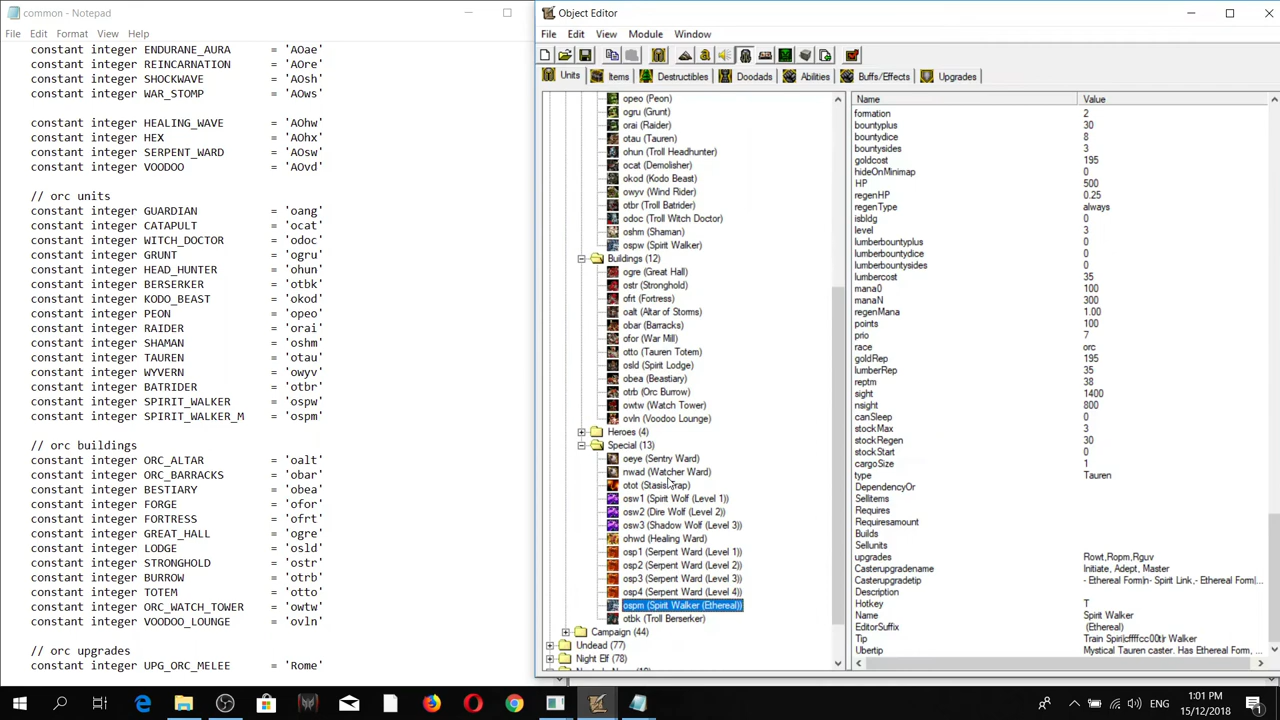 common - Notepad
File Edit Format View Help
constant integer ENDURANE_AURA = 'AOae'
constant integer REINCARNATION = 'AOre'
constant integer SHOCKWAVE = 'AOsh'
constant integer WAR_STOMP = 'AOws'
constant integer HEALING_WAVE = 'AOhw'
constant integer HEX = 'AOhx'
constant integer SERPENT_WARD = 'AOsw'
constant integer VOODOO = 'AOvd'
// orc units
constant integer GUARDIAN = 'oang'
constant integer CATAPULT = 'ocat'
constant integer WITCH_DOCTOR = 'odoc'
constant integer GRUNT = 'ogru'
constant integer HEAD_HUNTER = 'ohun'
constant integer BERSERKER = 'otbk'
constant integer KODO_BEAST = 'okod'
constant integer PEON = 'opeo'
constant integer RAIDER = 'orai'
constant integer SHAMAN = 'oshm'
constant integer TAUREN = 'otau'
constant integer WYVERN = 'owyv'
constant integer BATRIDER = 'otbr'
constant integer SPIRIT_WALKER = 'ospw'
constant integer SPIRIT_WALKER_M = 'ospm'
// orc buildings
constant integer ORC_ALTAR = 'oalt'
constant integer ORC_BARRACKS = 'obar'
constant integer BESTIARY = 'obea'
constant integer FORGE = 'ofor'
constant integer FORTRESS = 'ofrt'
constant integer GREAT_HALL = 'ogre'
constant integer LODGE = 'osld'
constant integer STRONGHOLD = 'ostr'
constant integer BURROW = 'otrb'
constant integer TOTEM = 'otto'
constant integer ORC_WATCH_TOWER = 'owtw'
constant integer VOODOO_LOUNGE = 'ovln'
// orc upgrades
constant integer UPG_ORC_MELEE = 'Rome'
Object Editor
File Edit View Module Window
Units Items Destructibles Doodads Abilities Buffs/Effects Upgrades
opeo (Peon)
ogru (Grunt)
orai (Raider)
otau (Tauren)
ohun (Troll Headhunter)
ocat (Demolisher)
okod (Kodo Beast)
owyv (Wind Rider)
otbr (Troll Batrider)
odoc (Troll Witch Doctor)
oshm (Shaman)
ospw (Spirit Walker)
Buildings (12)
ogre (Great Hall)
ostr (Stronghold)
ofrt (Fortress)
oalt (Altar of Storms)
obar (Barracks)
ofor (War Mill)
otto (Tauren Totem)
osld (Spirit Lodge)
obea (Beastiary)
otrb (Orc Burrow)
owtw (Watch Tower)
ovln (Voodoo Lounge)
Heroes (4)
Special (13)
oeye (Sentry Ward)
nwad (Watcher Ward)
otot (Stasis Trap)
osw1 (Spirit Wolf (Level 1))
osw2 (Dire Wolf (Level 2))
osw3 (Shadow Wolf (Level 3))
ohwd (Healing Ward)
osp1 (Serpent Ward (Level 1))
osp2 (Serpent Ward (Level 2))
osp3 (Serpent Ward (Level 3))
osp4 (Serpent Ward (Level 4))
ospm (Spirit Walker (Ethereal))
otbk (Troll Berserker)
Campaign (44)
Undead (77)
Night Elf (78)
Name Value
formation 2
bountyplus 30
bountydice 8
bountysides 3
goldcost 195
hideOnMinimap 0
HP 500
regenHP 0.25
regenType always
isbldg 0
level 3
lumberbountyplus 0
lumberbountydice 0
lumberbountysides 0
lumbercost 35
mana0 100
manaN 300
regenMana 1.00
points 100
prio 7
race orc
goldRep 195
lumberRep 35
reptm 38
sight 1400
nsight 800
canSleep 0
stockMax 3
stockRegen 30
stockStart 0
cargoSize 1
type Tauren
DependencyOr
Sellitems
Requires
Requiresamount
Builds
Sellunits
upgrades Rowt,Ropm,Rguv
Casterupgradename Initiate, Adept, Master
Casterupgradetip - Ethereal Form|n- Spirit Link,- Ethereal Form|...
Description
Hotkey T
Name Spirit Walker
EditorSuffix (Ethereal)
Tip Train Spiri|cffffcc00t|r Walker
Ubertip Mystical Tauren caster. Has Ethereal Form, ...
ENG
1:01 PM
15/12/2018